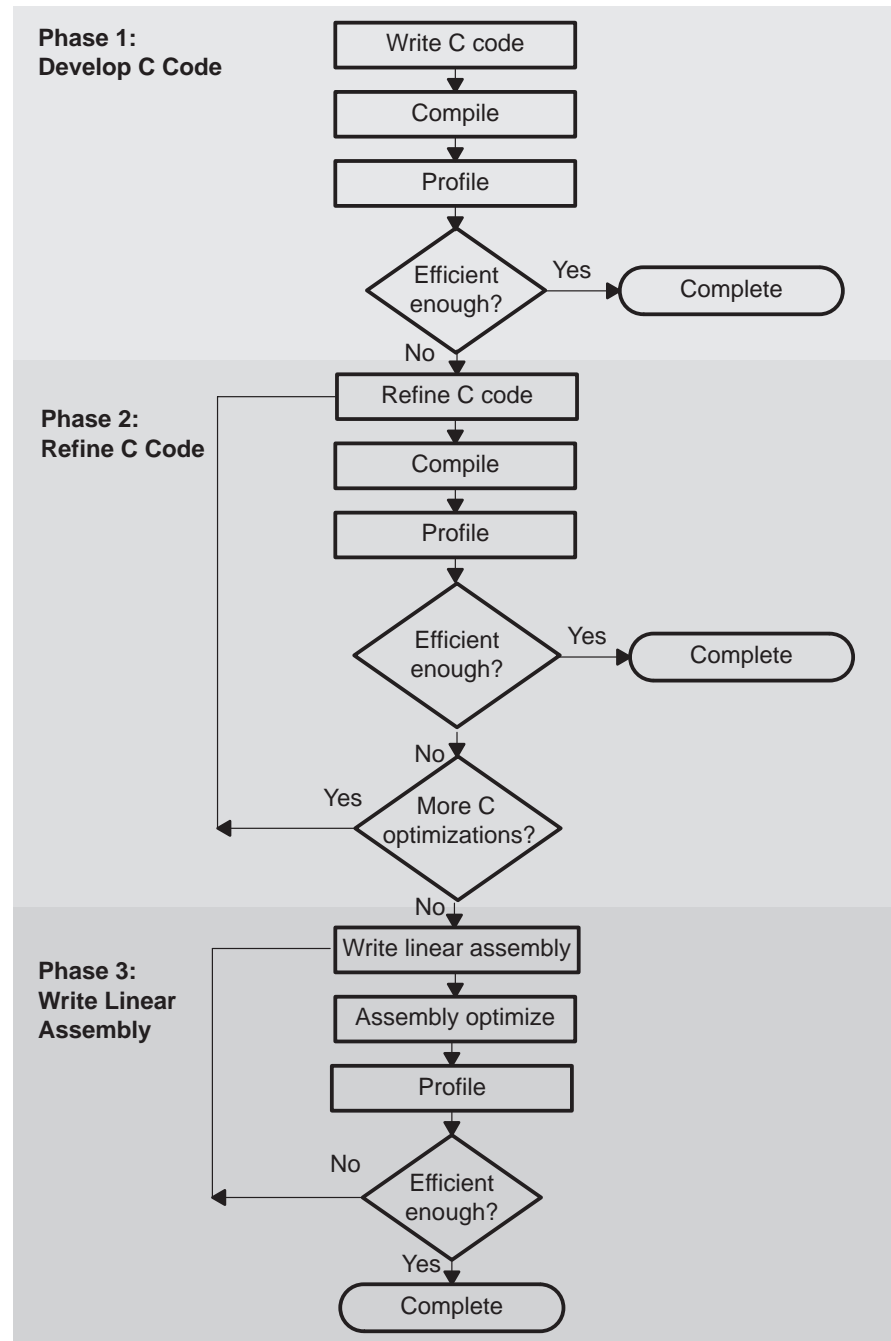 Phase 1:
Develop C Code
Write C code
Compile
Profile
Efficient
enough?
Yes
Complete
No
Phase 2:
Refine C Code
Refine C code
Compile
Profile
Efficient
enough?
Yes
Complete
No
More C
optimizations?
Yes
No
Phase 3:
Write Linear
Assembly
Write linear assembly
Assembly optimize
Profile
Efficient
enough?
No
Yes
Complete